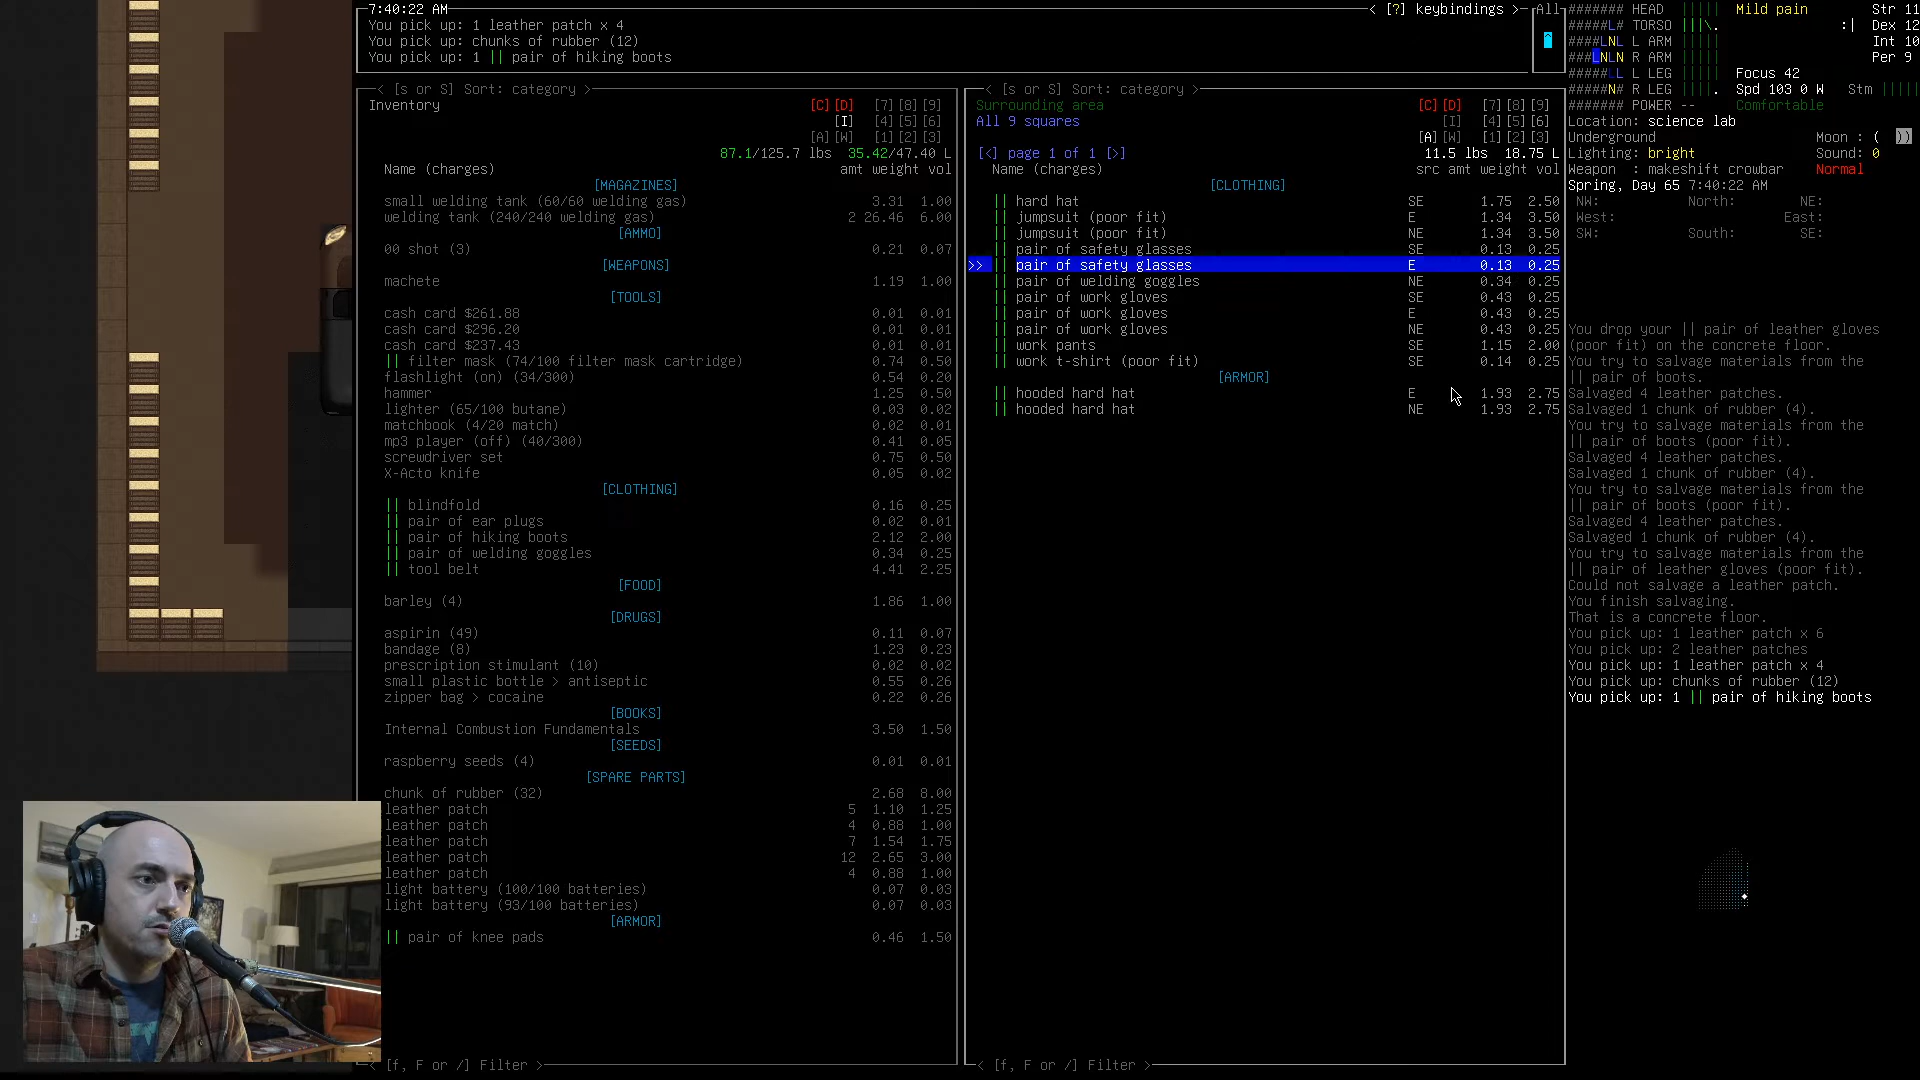 7:40:22 AM
< [?] keybindings >
All
You pick up: 1 leather patch x 4
You pick up: chunks of rubber (12)
You pick up: 1 || pair of hiking boots
< [s or S] Sort: category >
Inventory
[C] [D] [7] [8] [9]
[I] [4] [5] [6]
[A] [W] [1] [2] [3]
87.1/125.7 lbs 35.42/47.40 L
Name (charges) amt weight vol
[MAGAZINES]
small welding tank (60/60 welding gas) 3.31 1.00
welding tank (240/240 welding gas) 2 26.46 6.00
[AMMO]
00 shot (3) 0.21 0.07
[WEAPONS]
machete 1.19 1.00
[TOOLS]
cash card $261.88 0.01 0.01
cash card $296.20 0.01 0.01
cash card $237.43 0.01 0.01
|| filter mask (74/100 filter mask cartridge) 0.74 0.50
flashlight (on) (34/300) 0.54 0.20
hammer 1.25 0.50
lighter (65/100 butane) 0.03 0.02
matchbook (4/20 match) 0.02 0.01
mp3 player (off) (40/300) 0.41 0.05
screwdriver set 0.75 0.50
X-Acto knife 0.05 0.02
[CLOTHING]
|| blindfold 0.16 0.25
|| pair of ear plugs 0.02 0.01
|| pair of hiking boots 2.12 2.00
|| pair of welding goggles 0.34 0.25
|| tool belt 4.41 2.25
[FOOD]
barley (4) 1.86 1.00
[DRUGS]
aspirin (49) 0.11 0.07
bandage (8) 1.23 0.23
prescription stimulant (10) 0.02 0.02
small plastic bottle > antiseptic 0.55 0.26
zipper bag > cocaine 0.22 0.26
[BOOKS]
Internal Combustion Fundamentals 3.50 1.50
[SEEDS]
raspberry seeds (4) 0.01 0.01
[SPARE PARTS]
chunk of rubber (32) 2.68 8.00
leather patch 5 1.10 1.25
leather patch 4 0.88 1.00
leather patch 7 1.54 1.75
leather patch 12 2.65 3.00
leather patch 4 0.88 1.00
light battery (100/100 batteries) 0.07 0.03
light battery (93/100 batteries) 0.07 0.03
[ARMOR]
|| pair of knee pads 0.46 1.50
< [f, F or /] Filter >
< [s or S] Sort: category >
Surrounding area
All 9 squares
[C] [D] [7] [8] [9]
[I] [4] [5] [6]
[A] [W] [1] [2] [3]
[<] page 1 of 1 [>] 11.5 lbs 18.75 L
Name (charges) src amt weight vol
[CLOTHING]
|| hard hat SE 1.75 2.50
|| jumpsuit (poor fit) E 1.34 3.50
|| jumpsuit (poor fit) NE 1.34 3.50
|| pair of safety glasses SE 0.13 0.25
>> || pair of safety glasses E 0.13 0.25
|| pair of welding goggles NE 0.34 0.25
|| pair of work gloves SE 0.43 0.25
|| pair of work gloves E 0.43 0.25
|| pair of work gloves NE 0.43 0.25
|| work pants SE 1.15 2.00
|| work t-shirt (poor fit) SE 0.14 0.25
[ARMOR]
|| hooded hard hat E 1.93 2.75
|| hooded hard hat NE 1.93 2.75
< [f, F or /] Filter >
####### HEAD ||||| Mild pain Str 11
#####L# TORSO |||\. :| Dex 12
####LNL L ARM ||||| Int 10
###LNLN R ARM ||||| Per 9
#####LL L LEG ||||| Focus 42
#####N# R LEG ||||. Spd 103 0 W Stm |||||
####### POWER -- Comfortable
Location: science lab
Underground Moon : ( ))
Lighting: bright Sound: 0
Weapon : makeshift crowbar Normal
Spring, Day 65 7:40:22 AM
NW: North: NE:
West: East:
SW: South: SE:
You drop your || pair of leather gloves
(poor fit) on the concrete floor.
You try to salvage materials from the
|| pair of boots.
Salvaged 4 leather patches.
Salvaged 1 chunk of rubber (4).
You try to salvage materials from the
|| pair of boots (poor fit).
Salvaged 4 leather patches.
Salvaged 1 chunk of rubber (4).
You try to salvage materials from the
|| pair of boots (poor fit).
Salvaged 4 leather patches.
Salvaged 1 chunk of rubber (4).
You try to salvage materials from the
|| pair of leather gloves (poor fit).
Could not salvage a leather patch.
You finish salvaging.
That is a concrete floor.
You pick up: 1 leather patch x 6
You pick up: 2 leather patches
You pick up: 1 leather patch x 4
You pick up: chunks of rubber (12)
You pick up: 1 || pair of hiking boots